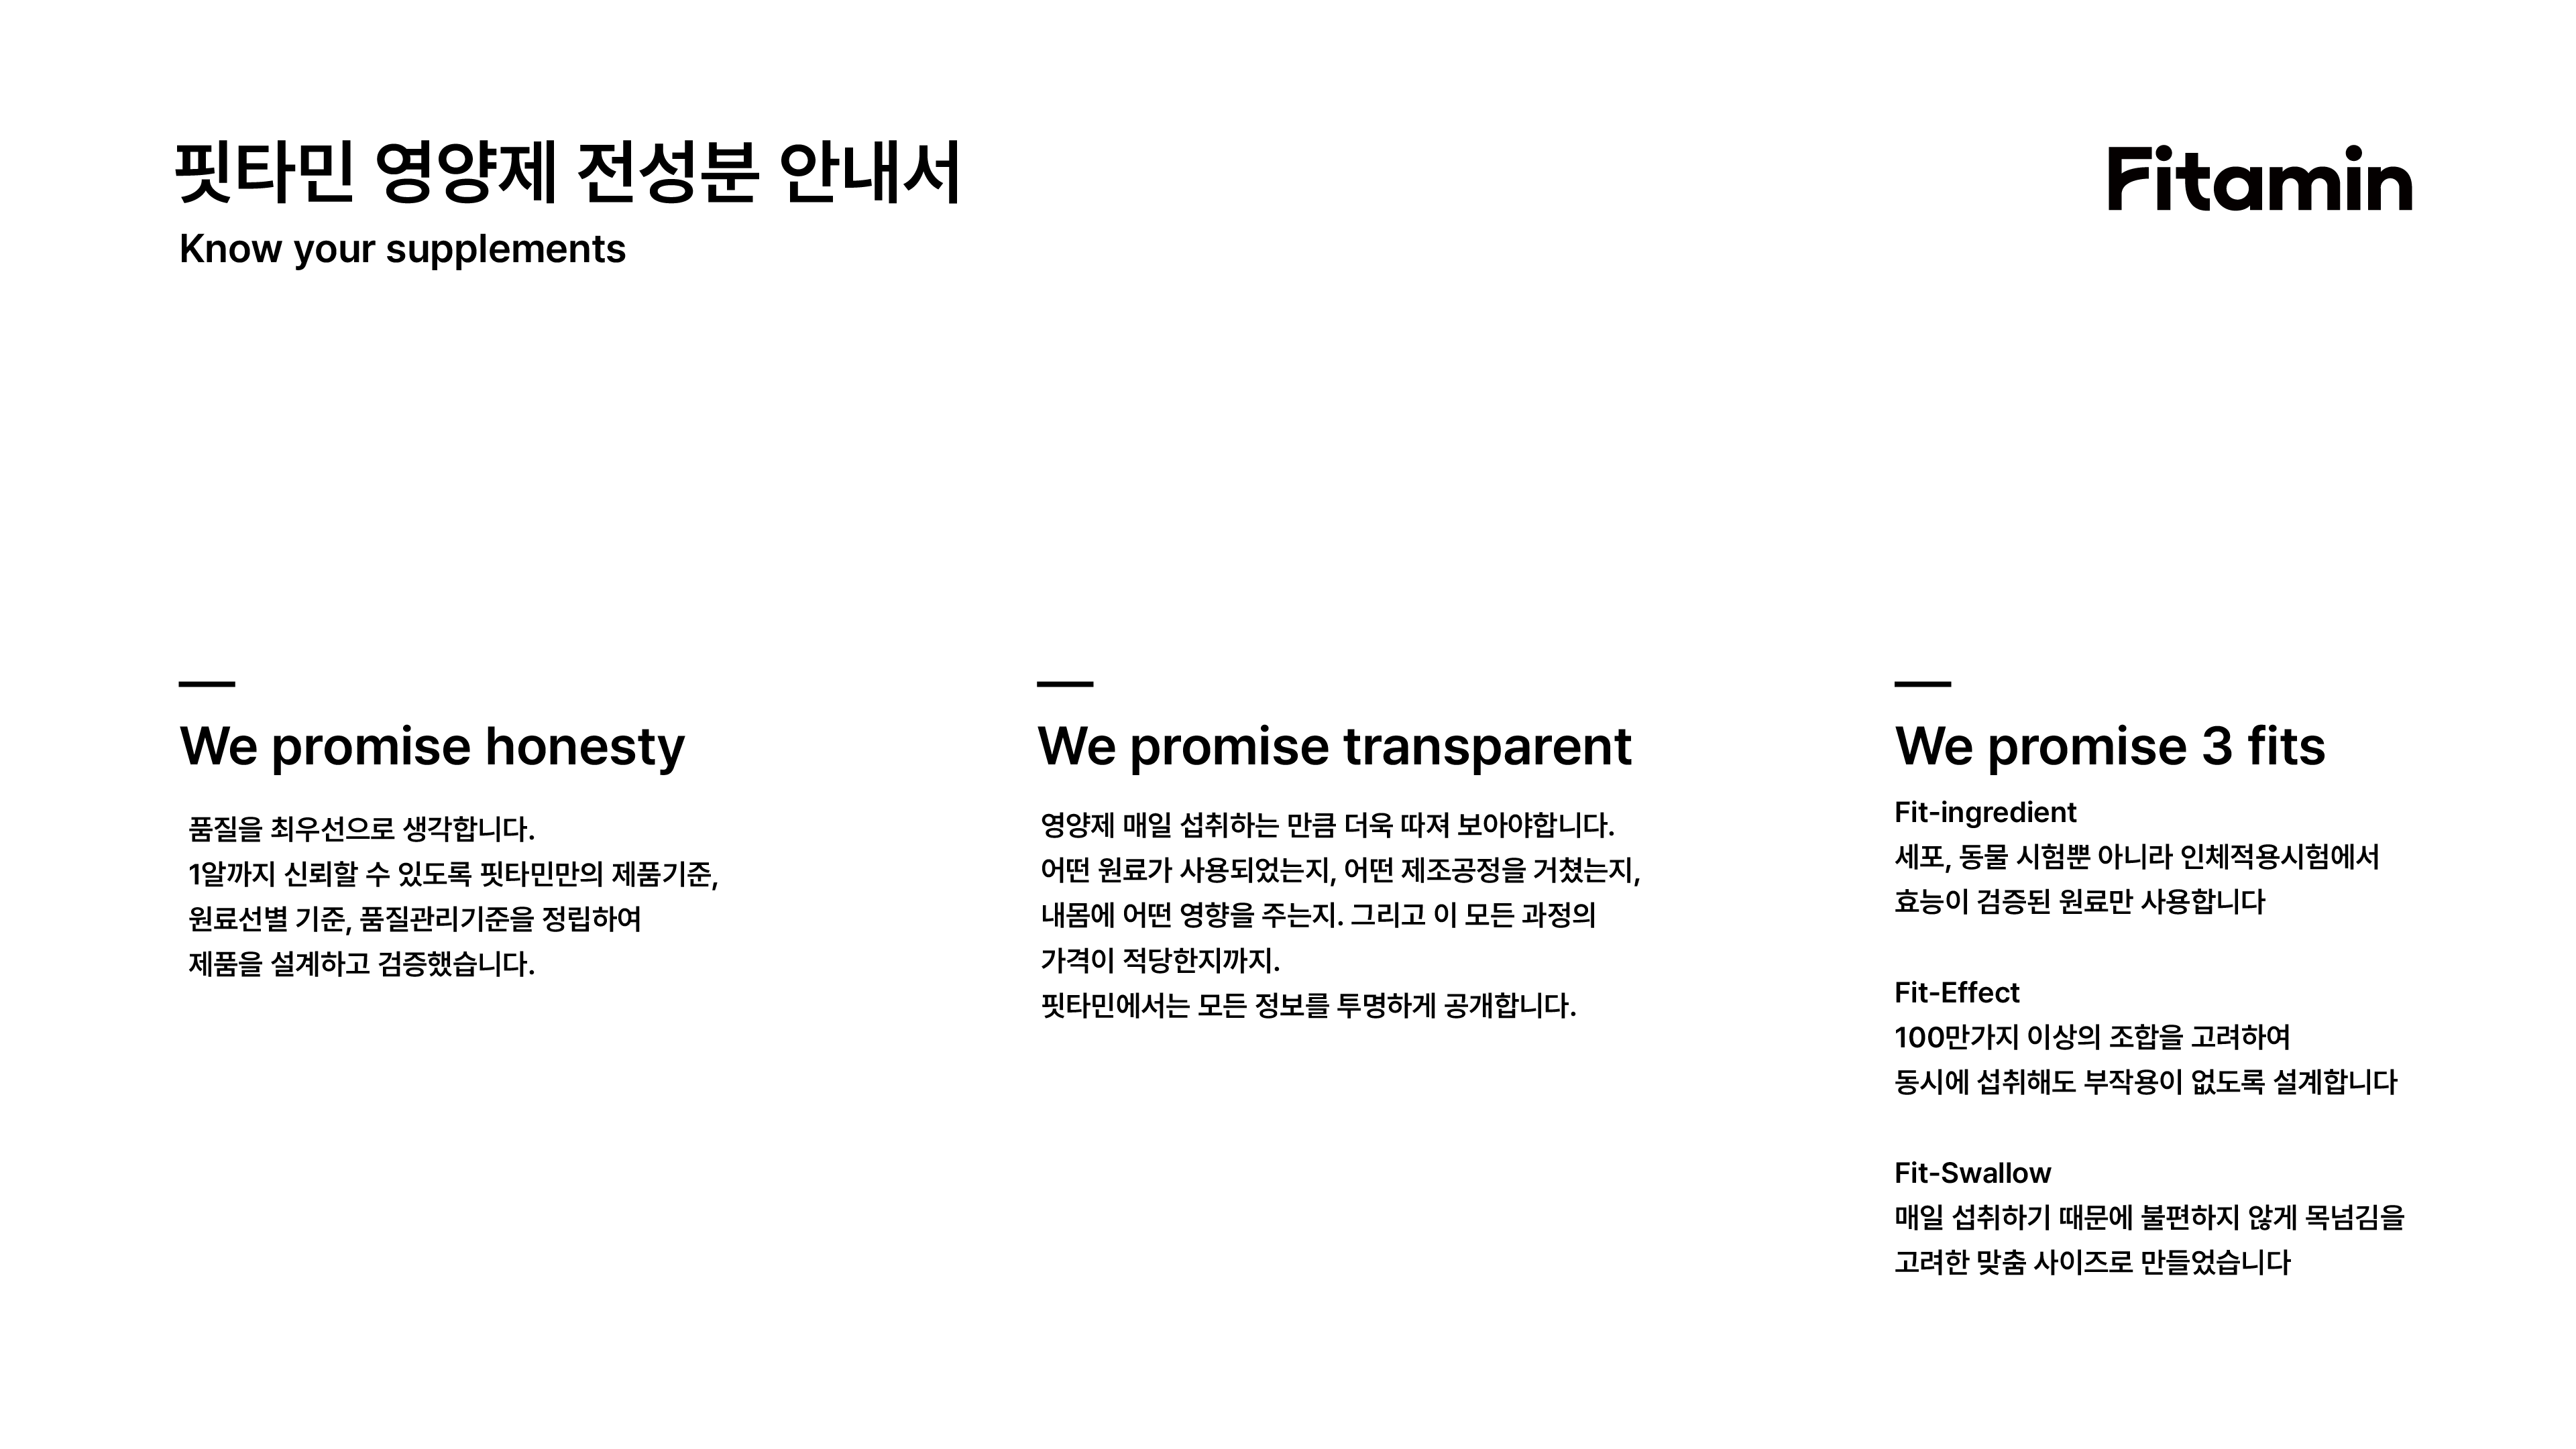 핏타민 영양제 전성분 안내서
Know your supplements
Fitamin
We promise honesty
품질을 최우선으로 생각합니다.
1알까지 신뢰할 수 있도록 핏타민만의 제품기준,
원료선별 기준, 품질관리기준을 정립하여
제품을 설계하고 검증했습니다.
We promise transparent
영양제 매일 섭취하는 만큼 더욱 따져 보아야합니다.
어떤 원료가 사용되었는지, 어떤 제조공정을 거쳤는지,
내몸에 어떤 영향을 주는지. 그리고 이 모든 과정의
가격이 적당한지까지.
핏타민에서는 모든 정보를 투명하게 공개합니다.
We promise 3 fits
Fit-ingredient
세포, 동물 시험뿐 아니라 인체적용시험에서
효능이 검증된 원료만 사용합니다
Fit-Effect
100만가지 이상의 조합을 고려하여
동시에 섭취해도 부작용이 없도록 설계합니다
Fit-Swallow
매일 섭취하기 때문에 불편하지 않게 목넘김을
고려한 맞춤 사이즈로 만들었습니다